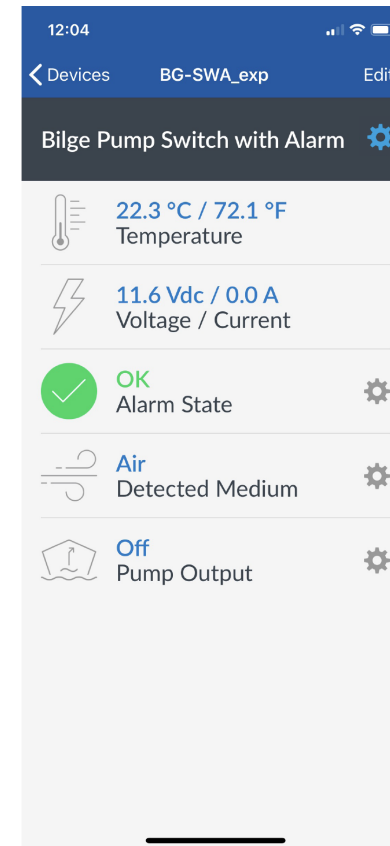 12:04
Devices BG-SWA_exp Edit
Bilge Pump Switch with Alarm
22.3 °C / 72.1 °F
Temperature
11.6 Vdc / 0.0 A
Voltage / Current
OK
Alarm State
Air
Detected Medium
Off
Pump Output